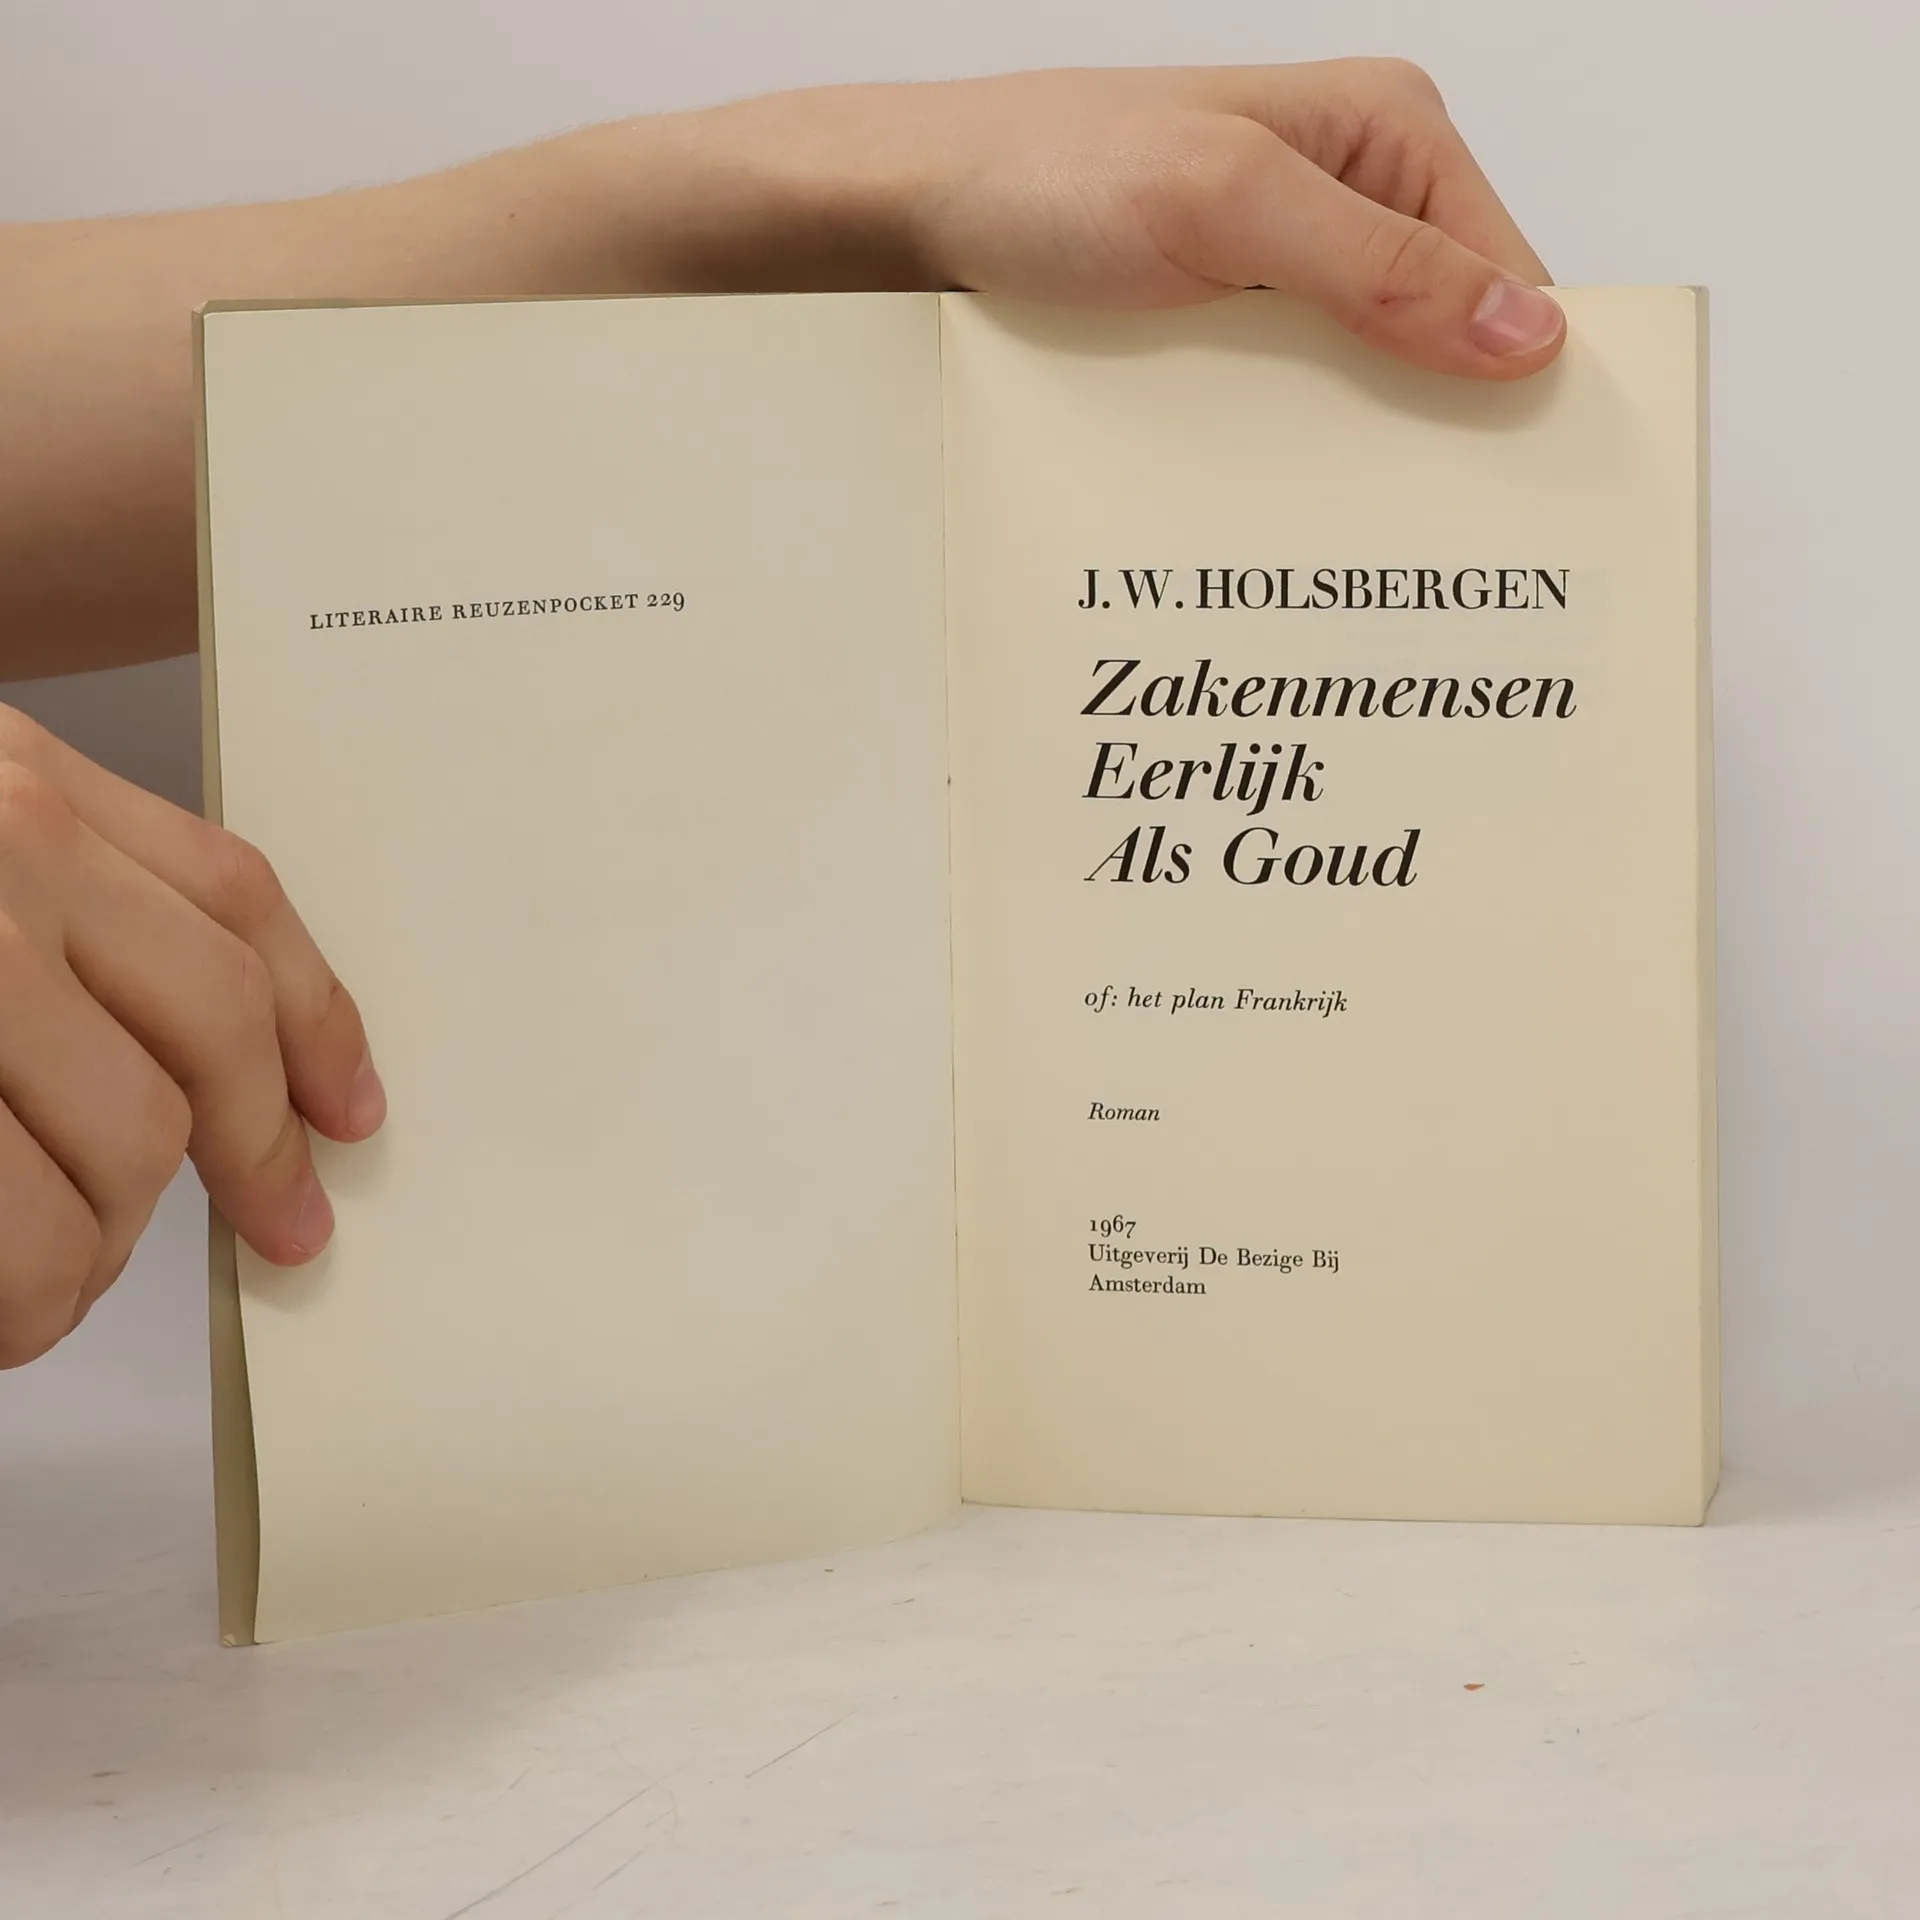 LITERAIRE REUZENPOCKET 229
J. W. HOLSBERGEN
Zakenmensen
Eerlijk
Als Goud
of: het plan Frankrijk
Roman
1967
Uitgeverij De Bezige Bij
Amsterdam